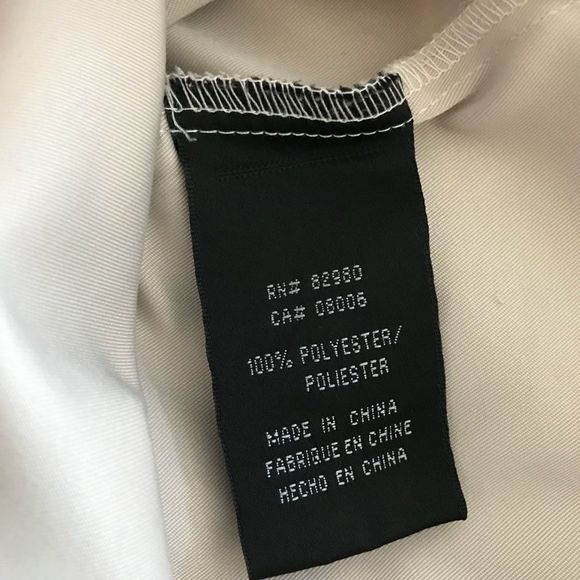 RN# 82980
CA# 08006
100% POLYESTER/
POLIESTER
MADE IN CHINA
FABRIQUE EN CHINE
HECHO EN CHINA